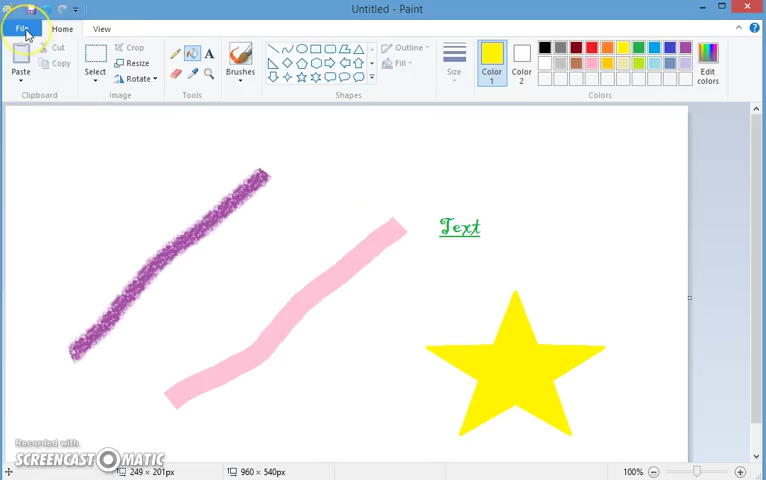 Untitled - Paint
File Home View
Paste
Cut
Copy
Clipboard
Select
Crop
Resize
Rotate
Image
A
Tools
Brushes
Outline
Fill
Shapes
Size
Color 1
Color 2
Edit colors
Colors
Text
Recorded with
SCREENCAST MATIC
249 × 201px
960 × 540px
100%